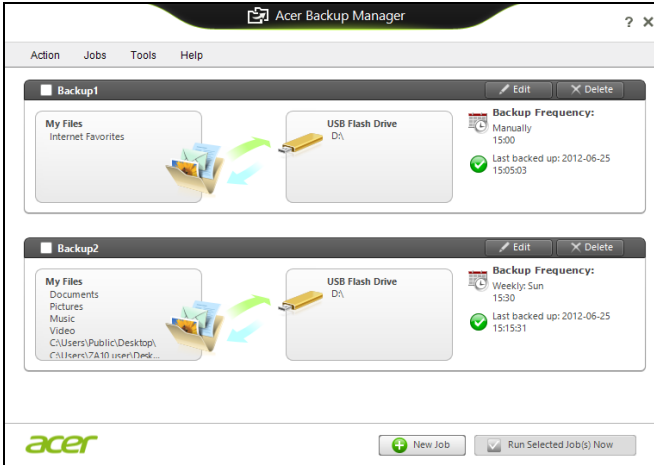 Acer Backup Manager
? X
Action Jobs Tools Help
Backup1
Edit Delete
My Files
Internet Favorites
USB Flash Drive
D:\
Backup Frequency:
Manually
15:00
Last backed up: 2012-06-25
15:05:03
Backup2
Edit Delete
My Files
Documents
Pictures
Music
Video
C:\Users\Public\Desktop\
C:\Users\7A10 user\Desk...
USB Flash Drive
D:\
Backup Frequency:
Weekly: Sun
15:30
Last backed up: 2012-06-25
15:15:31
acer
New Job
Run Selected Job(s) Now